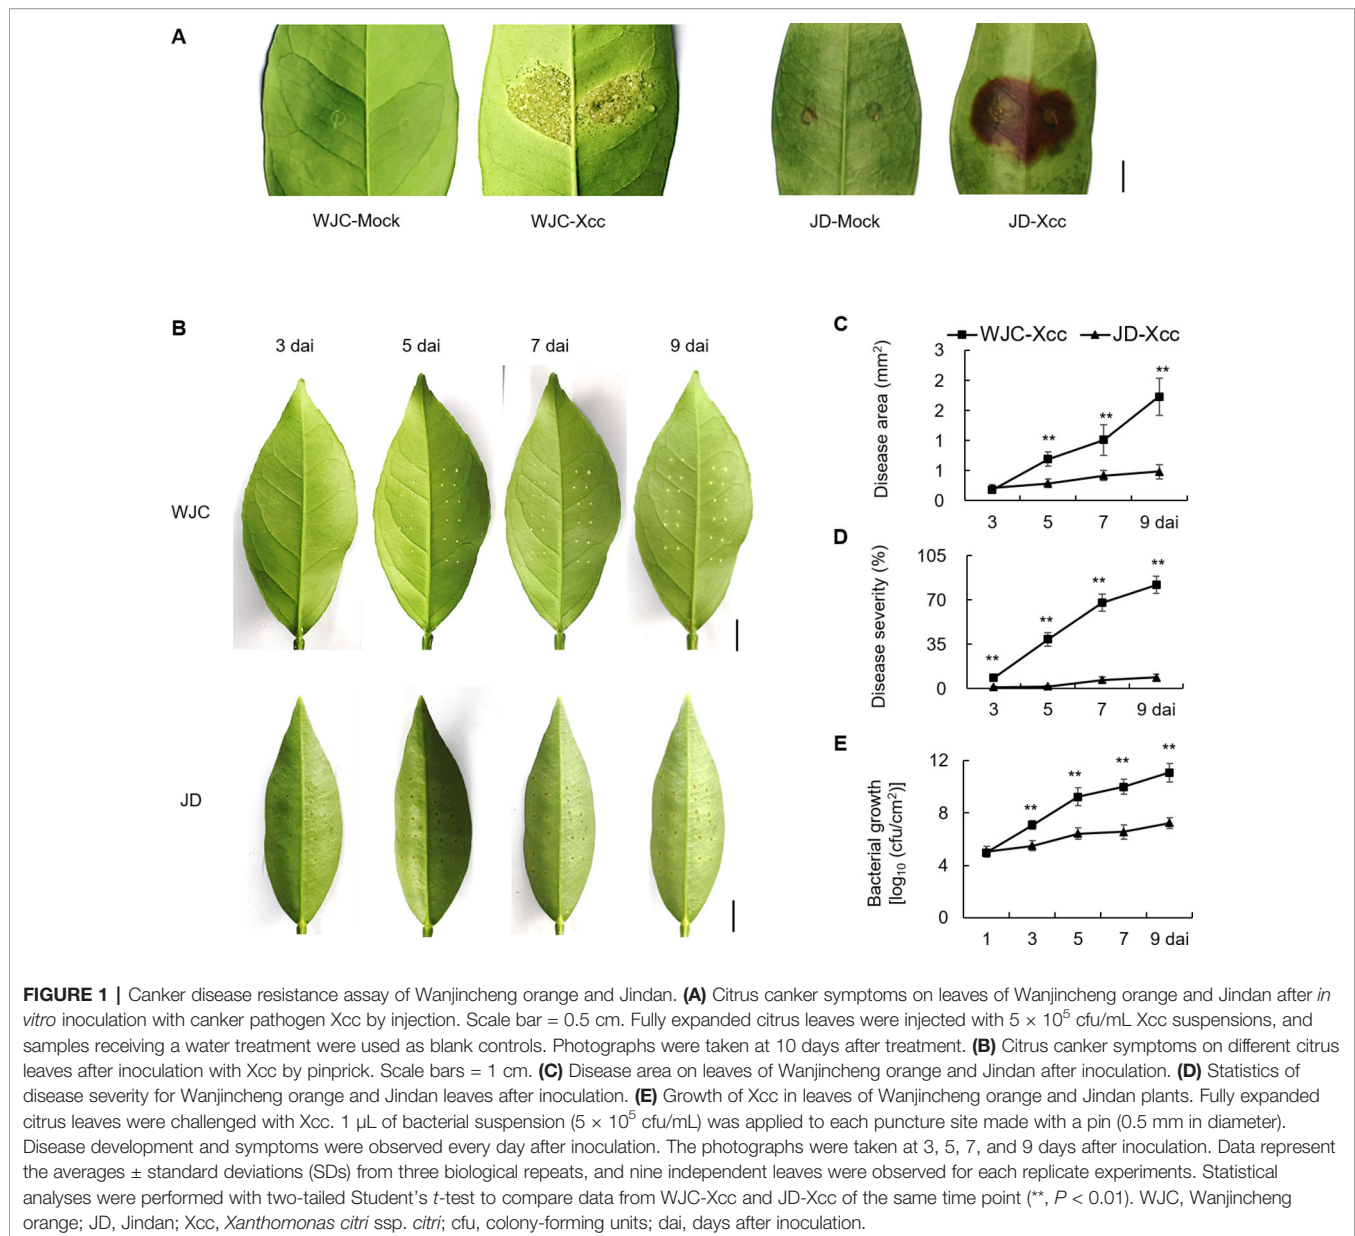 A
WJC-Mock
WJC-Xcc
JD-Mock
JD-Xcc
B
3 dai
5 dai
7 dai
9 dai
WJC
JD
C
WJC-Xcc
JD-Xcc
Disease area (mm²)
3
2
2
1
1
0
**
**
**
3
5
7
9 dai
D
Disease severity (%)
105
70
35
0
**
**
**
**
3
5
7
9 dai
E
Bacterial growth
[log₁₀ (cfu/cm²)]
12
8
4
0
**
**
**
**
1
3
5
7
9 dai
FIGURE 1 | Canker disease resistance assay of Wanjincheng orange and Jindan. (A) Citrus canker symptoms on leaves of Wanjincheng orange and Jindan after in
vitro inoculation with canker pathogen Xcc by injection. Scale bar = 0.5 cm. Fully expanded citrus leaves were injected with 5 × 10⁵ cfu/mL Xcc suspensions, and
samples receiving a water treatment were used as blank controls. Photographs were taken at 10 days after treatment. (B) Citrus canker symptoms on different citrus
leaves after inoculation with Xcc by pinprick. Scale bars = 1 cm. (C) Disease area on leaves of Wanjincheng orange and Jindan after inoculation. (D) Statistics of
disease severity for Wanjincheng orange and Jindan leaves after inoculation. (E) Growth of Xcc in leaves of Wanjincheng orange and Jindan plants. Fully expanded
citrus leaves were challenged with Xcc. 1 μL of bacterial suspension (5 × 10⁵ cfu/mL) was applied to each puncture site made with a pin (0.5 mm in diameter).
Disease development and symptoms were observed every day after inoculation. The photographs were taken at 3, 5, 7, and 9 days after inoculation. Data represent
the averages ± standard deviations (SDs) from three biological repeats, and nine independent leaves were observed for each replicate experiments. Statistical
analyses were performed with two-tailed Student's t-test to compare data from WJC-Xcc and JD-Xcc of the same time point (**, P < 0.01). WJC, Wanjincheng
orange; JD, Jindan; Xcc, Xanthomonas citri ssp. citri; cfu, colony-forming units; dai, days after inoculation.